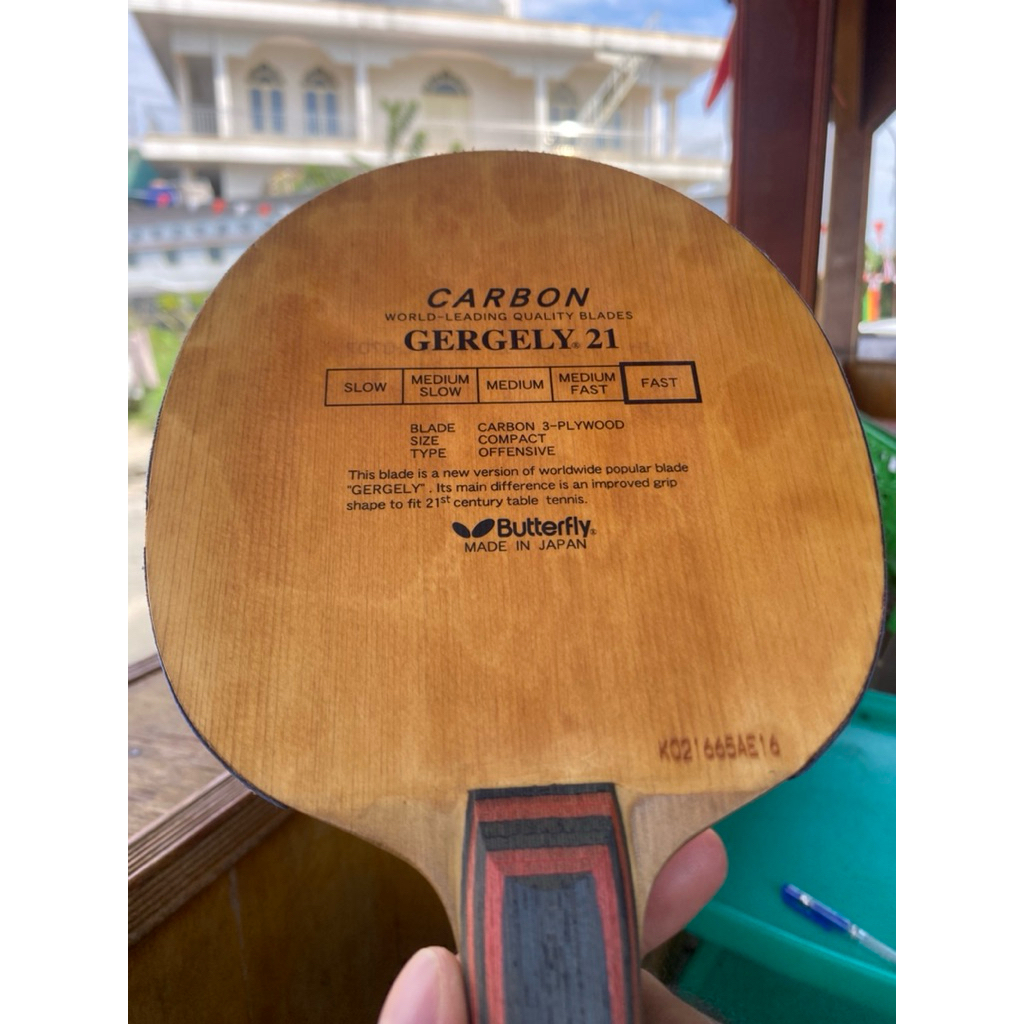 CARBON
WORLD-LEADING QUALITY BLADES
GERGELY® 21
SLOW
MEDIUM SLOW
MEDIUM
MEDIUM FAST
FAST
BLADE CARBON 3-PLYWOOD
SIZE COMPACT
TYPE OFFENSIVE
This blade is a new version of worldwide popular blade
"GERGELY". Its main difference is an improved grip
shape to fit 21st century table tennis.
Butterfly®
MADE IN JAPAN
K021665AE16